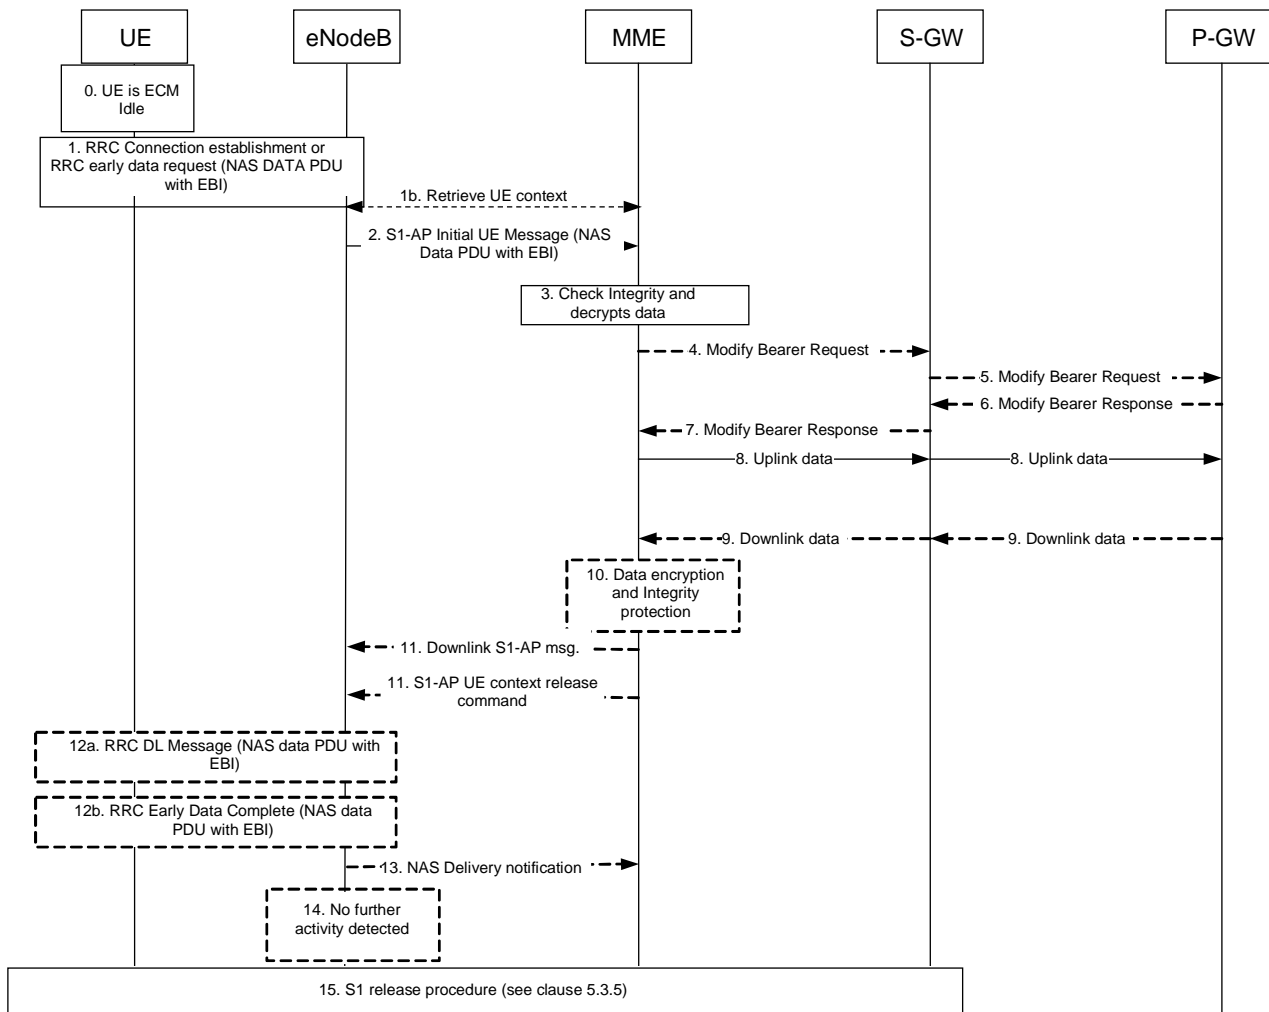 UE
eNodeB
MME
S-GW
P-GW
0. UE is ECM
Idle
1. RRC Connection establishment or
RRC early data request (NAS DATA PDU
with EBI)
1b. Retrieve UE context
2. S1-AP Initial UE Message (NAS
Data PDU with EBI)
3. Check Integrity and
decrypts data
4. Modify Bearer Request
5. Modify Bearer Request
6. Modify Bearer Response
7. Modify Bearer Response
8. Uplink data
8. Uplink data
9. Downlink data
9. Downlink data
10. Data encryption
and Integrity
protection
11. Downlink S1-AP msg.
11. S1-AP UE context release
command
12a. RRC DL Message (NAS data PDU with
EBI)
12b. RRC Early Data Complete (NAS data
PDU with EBI)
13. NAS Delivery notification
14. No further
activity detected
15. S1 release procedure (see clause 5.3.5)